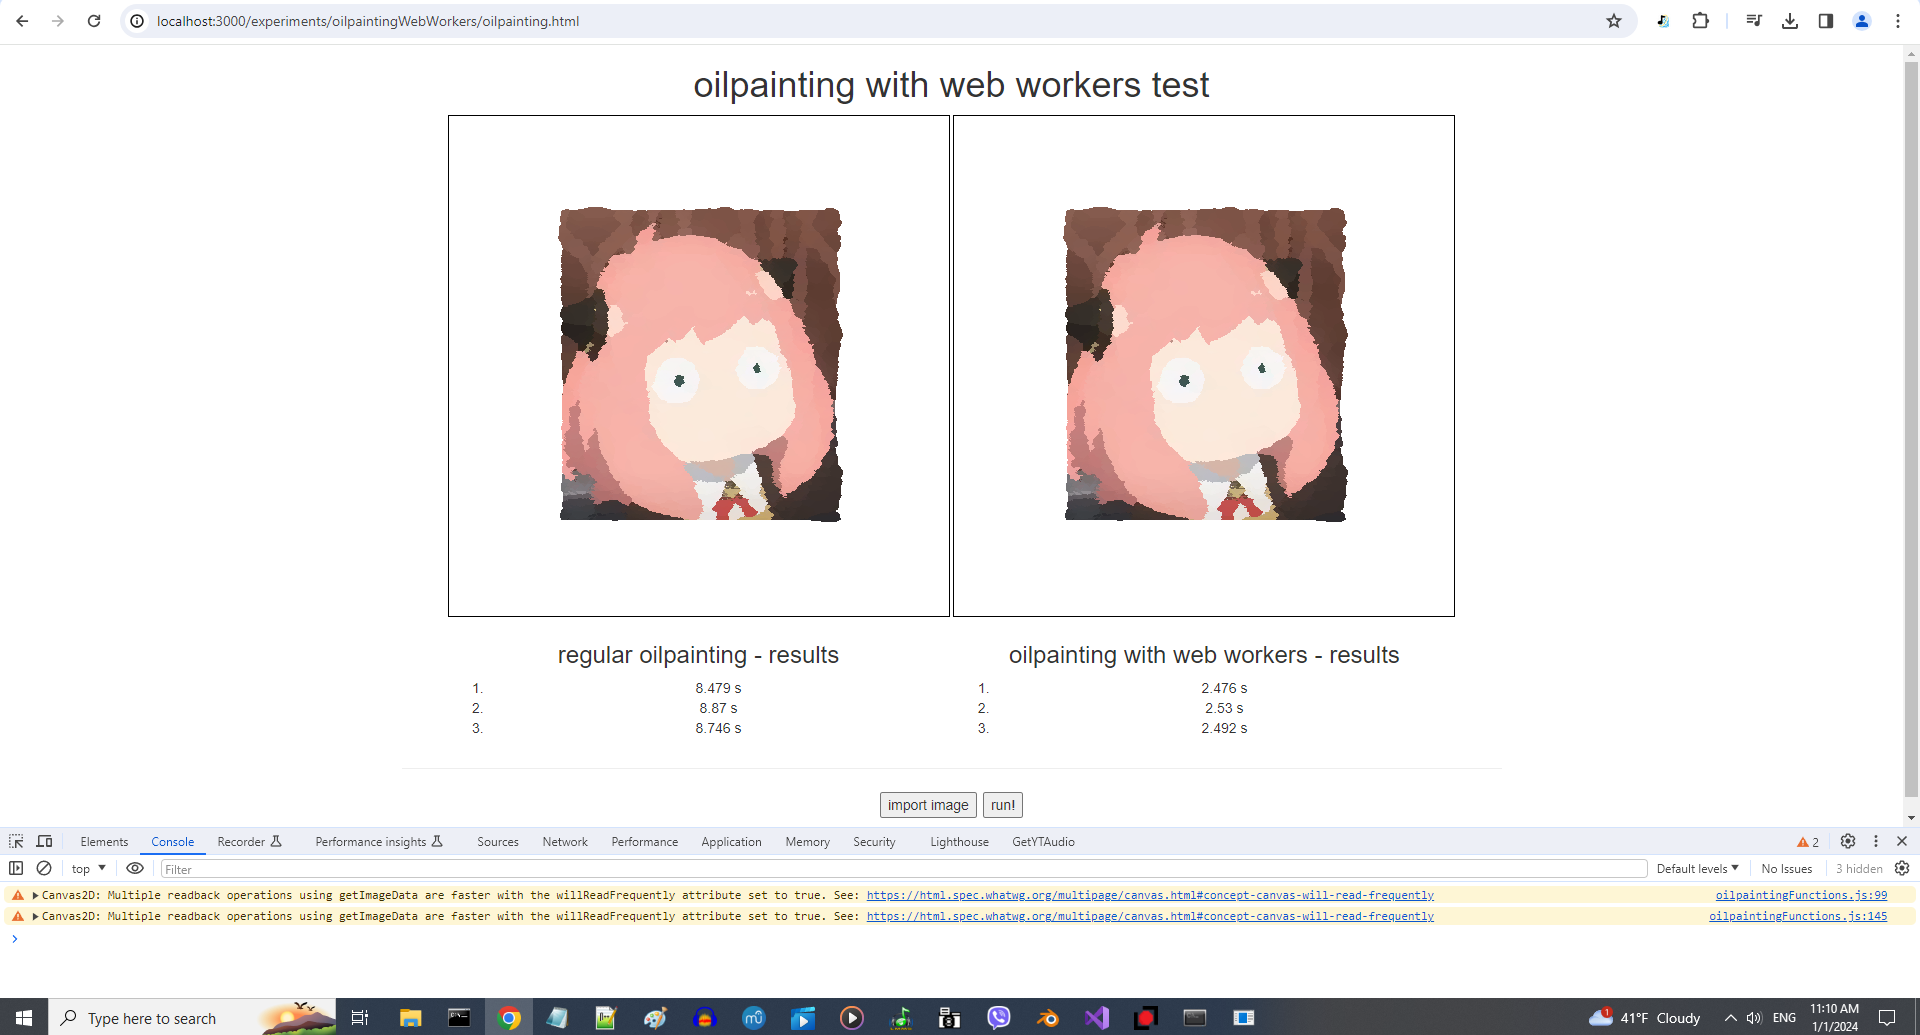 localhost:3000/experiments/oilpaintingWebWorkers/oilpainting.html
oilpainting with web workers test
regular oilpainting - results
1. 8.479 s
2. 8.87 s
3. 8.746 s
oilpainting with web workers - results
1. 2.476 s
2. 2.53 s
3. 2.492 s
import image run!
Elements Console Recorder Performance insights Sources Network Performance Application Memory Security Lighthouse GetYTAudio 2
top Filter Default levels No Issues 3 hidden
Canvas2D: Multiple readback operations using getImageData are faster with the willReadFrequently attribute set to true. See: https://html.spec.whatwg.org/multipage/canvas.html#concept-canvas-will-read-frequently oilpaintingFunctions.js:99
Canvas2D: Multiple readback operations using getImageData are faster with the willReadFrequently attribute set to true. See: https://html.spec.whatwg.org/multipage/canvas.html#concept-canvas-will-read-frequently oilpaintingFunctions.js:145
Type here to search 1 41°F Cloudy ENG 11:10 AM
1/1/2024